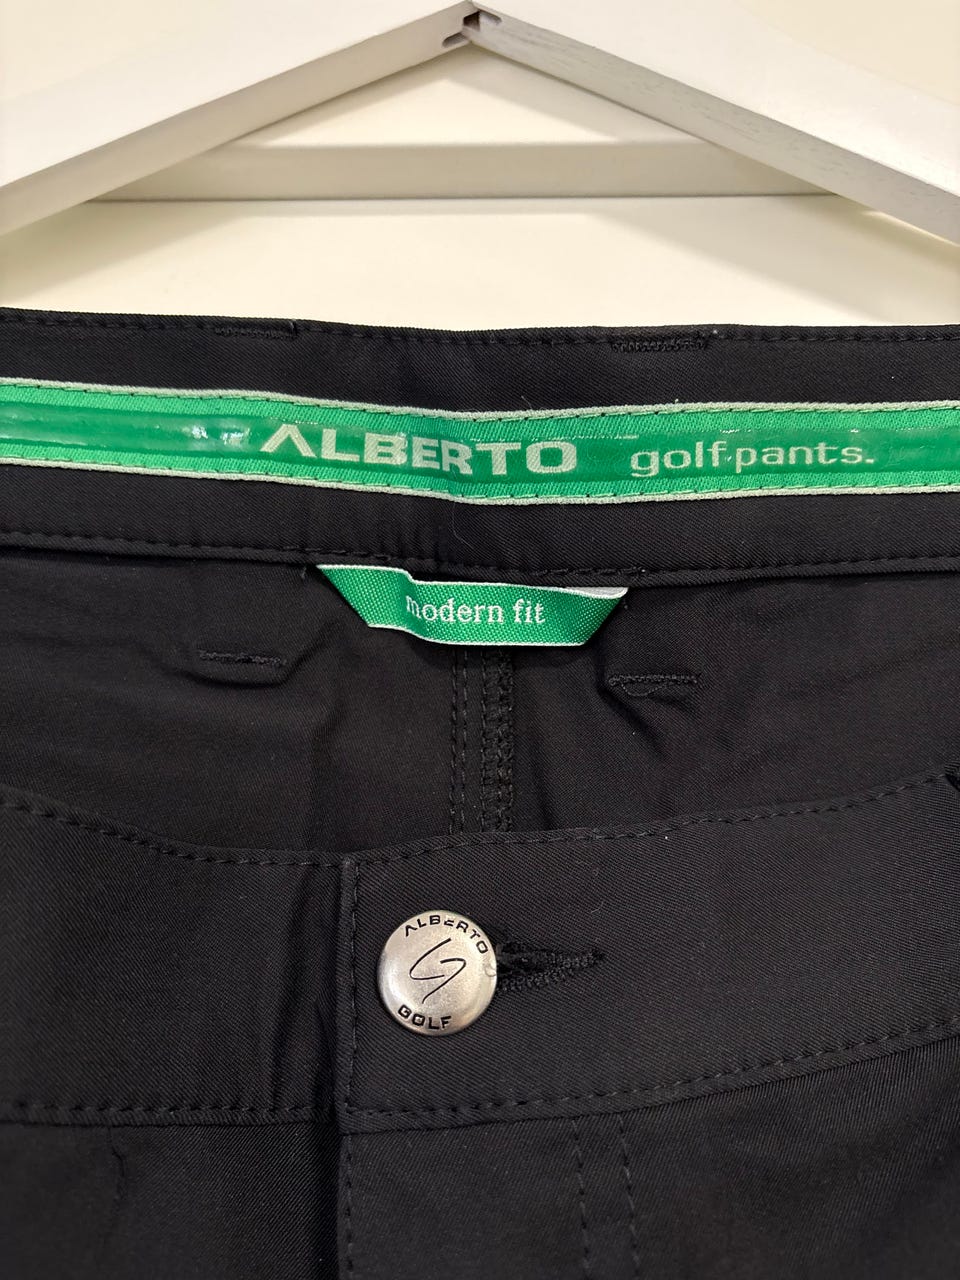 ALBERTO golf pants.
modern fit
ALBERTO
GOLF